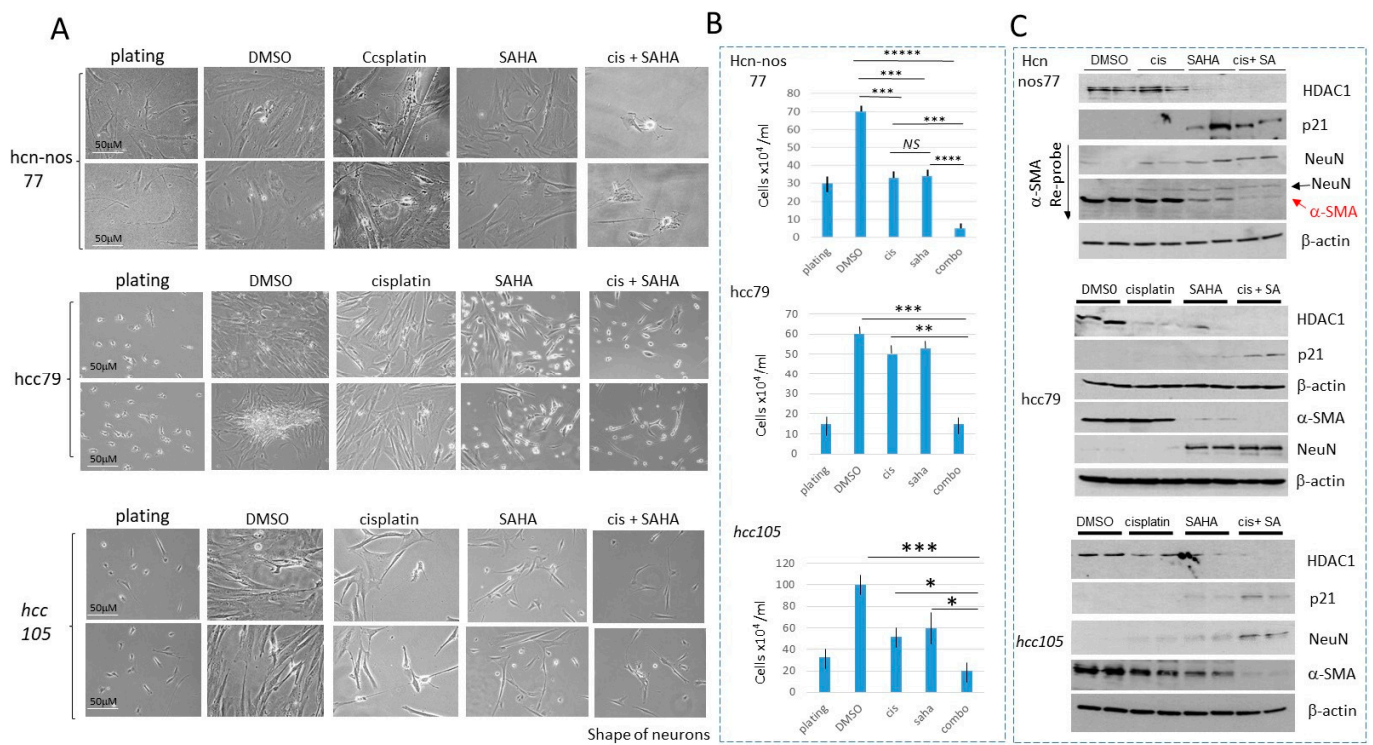 A
plating DMSO Ccsplatin SAHA cis + SAHA
hcn-nos
77
50µM
50µM
plating DMSO cisplatin SAHA cis + SAHA
hcc79
50µM
50µM
plating DMSO cisplatin SAHA cis + SAHA
hcc
105
50µM
50µM
Shape of neurons
B
Hcn-nos
77
*****
***
***
***
NS
****
Cells x10⁴ /ml
80
70
60
50
40
30
20
10
0
plating DMSO cis saha combo
hcc79
***
**
Cells x10⁴ /ml
70
60
50
40
30
20
10
0
plating DMSO cis saha combo
hcc105
***
*
*
Cells x10⁴ /ml
120
100
80
60
40
20
0
plating DMSO cis saha combo
C
Hcn
nos77
DMSO cis SAHA cis+ SA
HDAC1
p21
NeuN
α-SMA
Re-probe
NeuN
α-SMA
β-actin
hcc79
DMS0 cisplatin SAHA cis + SA
HDAC1
p21
β-actin
α-SMA
NeuN
β-actin
hcc105
DMSO cisplatin SAHA cis+ SA
HDAC1
p21
NeuN
α-SMA
β-actin